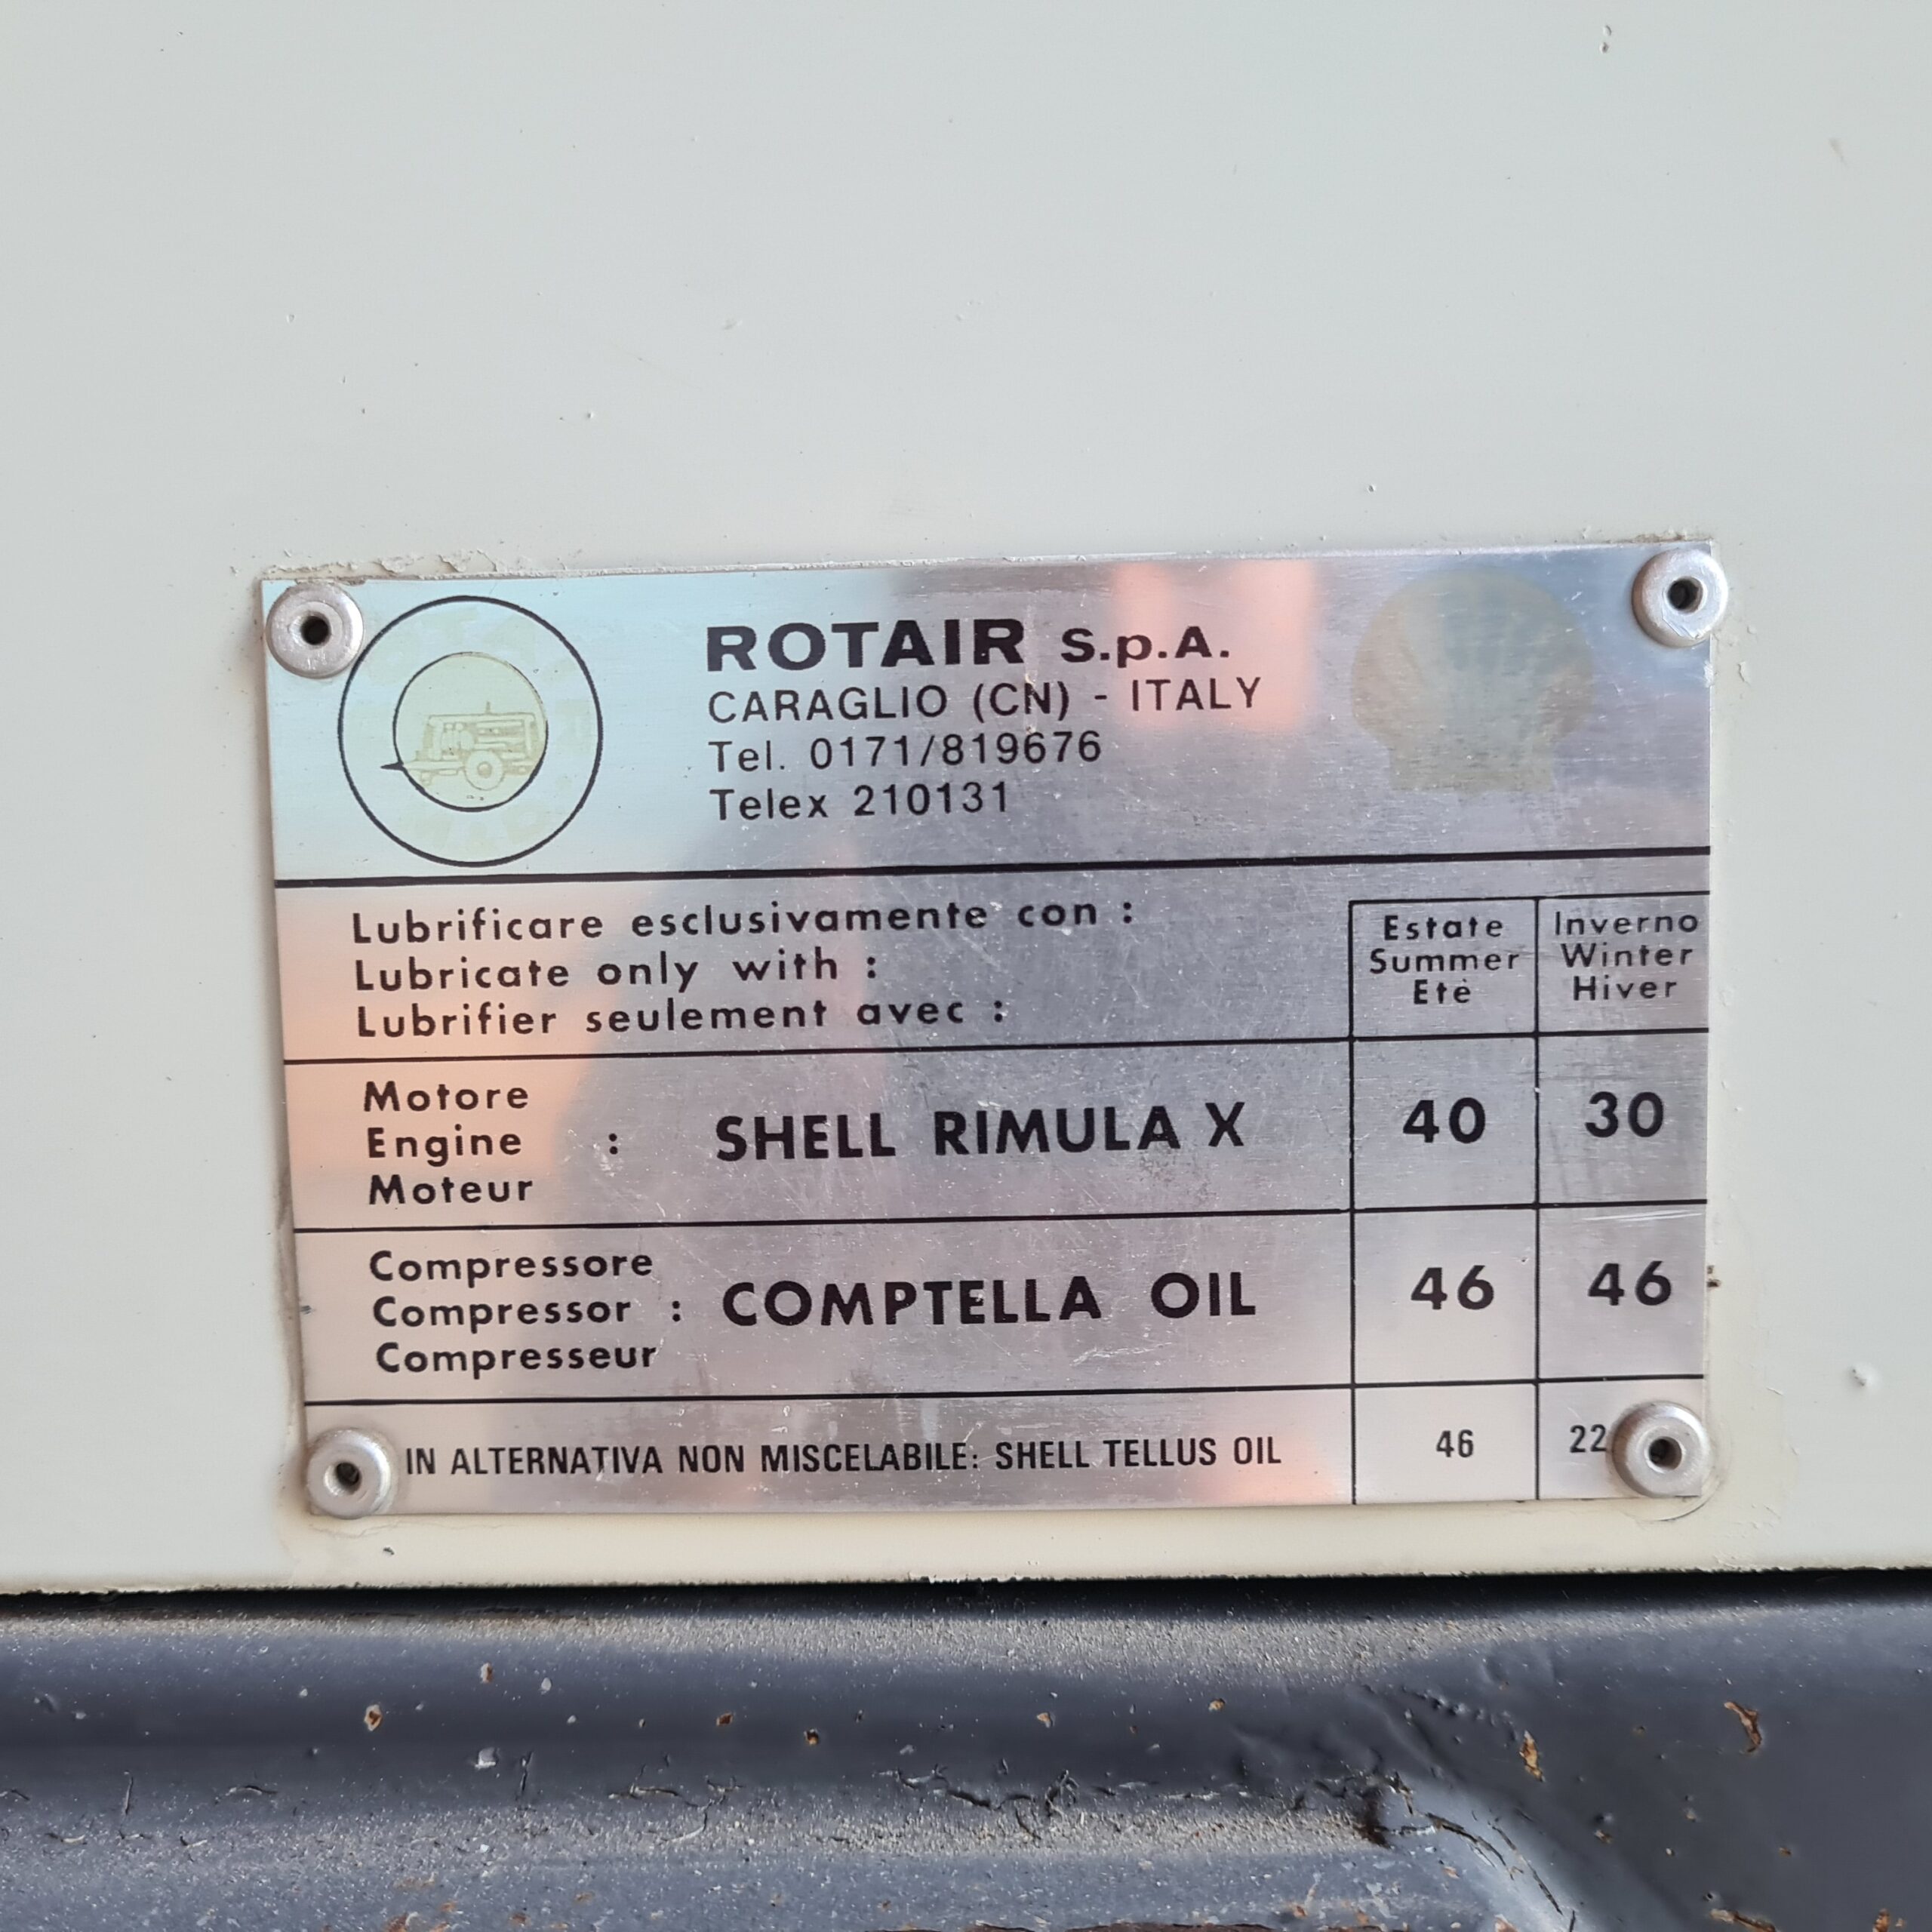 ROTAIR S.p.A.
CARAGLIO (CN) - ITALY
Tel. 0171/819676
Telex 210131
Lubrificare esclusivamente con :
Lubricate only with :
Lubrifier seulement avec :
Estate
Summer
Etè
Inverno
Winter
Hiver
Motore
Engine :
Moteur
SHELL RIMULA X
40
30
Compressore
Compressor :
Compresseur
COMPTELLA OIL
46
46
IN ALTERNATIVA NON MISCELABILE: SHELL TELLUS OIL
46
22